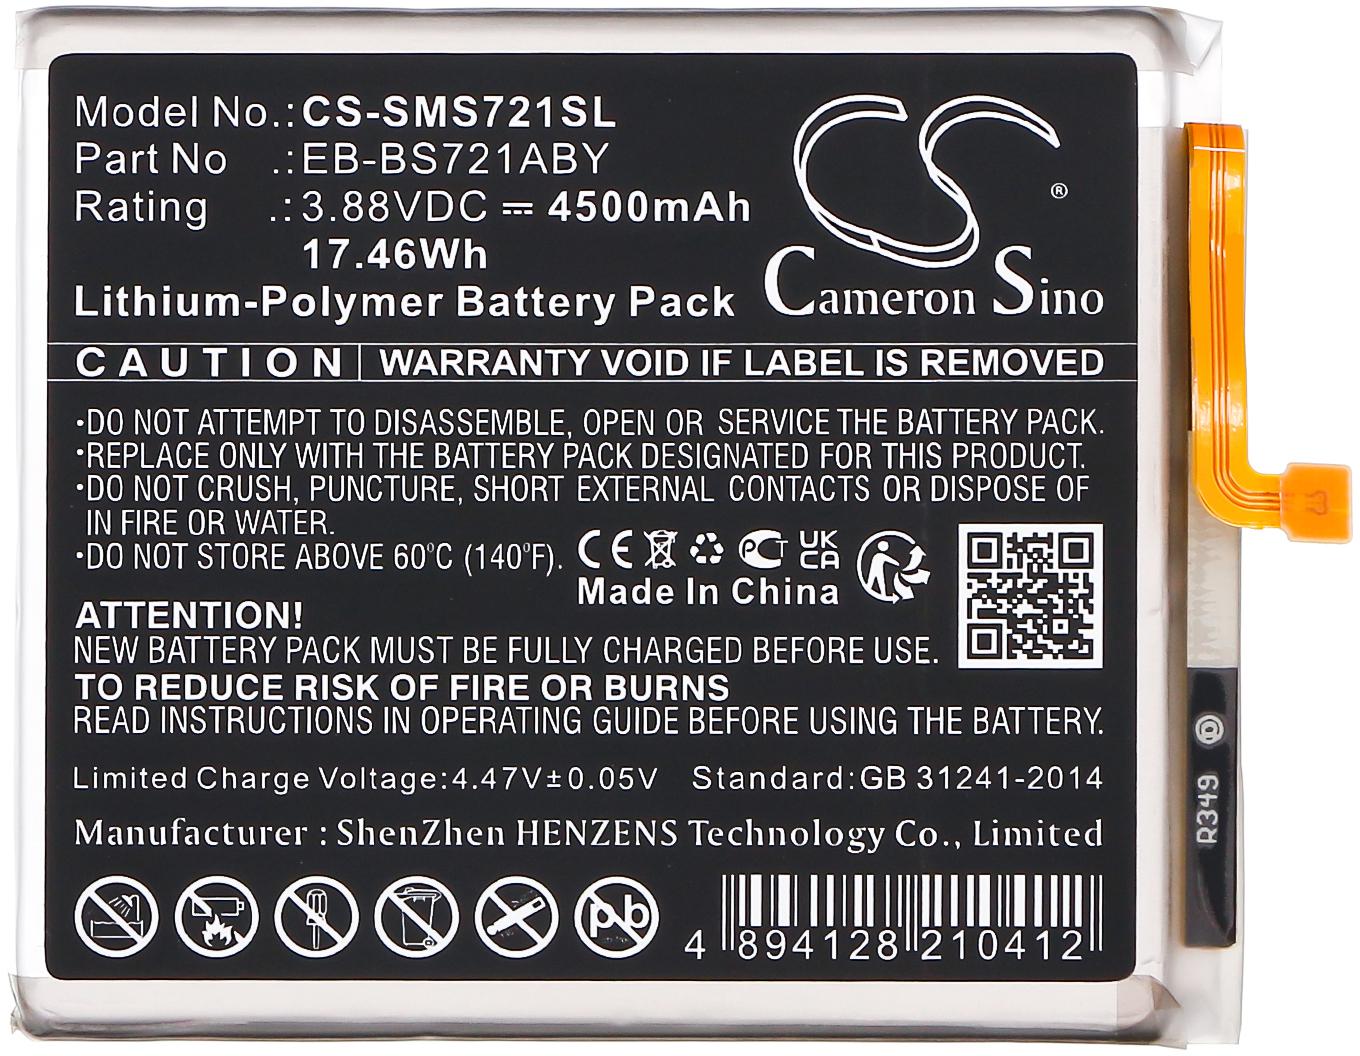 Model No.:CS-SMS721SL
Part No .:EB-BS721ABY
Rating .:3.88VDC ⎓ 4500mAh
17.46Wh
Lithium-Polymer Battery Pack
CS®
Cameron Sino
CAUTION | WARRANTY VOID IF LABEL IS REMOVED
•DO NOT ATTEMPT TO DISASSEMBLE, OPEN OR SERVICE THE BATTERY PACK.
•REPLACE ONLY WITH THE BATTERY PACK DESIGNATED FOR THIS PRODUCT.
•DO NOT CRUSH, PUNCTURE, SHORT EXTERNAL CONTACTS OR DISPOSE OF
IN FIRE OR WATER.
•DO NOT STORE ABOVE 60°C (140°F).
CE PCT UK CA
Made In China
ATTENTION!
NEW BATTERY PACK MUST BE FULLY CHARGED BEFORE USE.
TO REDUCE RISK OF FIRE OR BURNS
READ INSTRUCTIONS IN OPERATING GUIDE BEFORE USING THE BATTERY.
Limited Charge Voltage:4.47V±0.05V Standard:GB 31241-2014
Manufacturer : ShenZhen HENZENS Technology Co., Limited
pb
4 894128 210412
R349